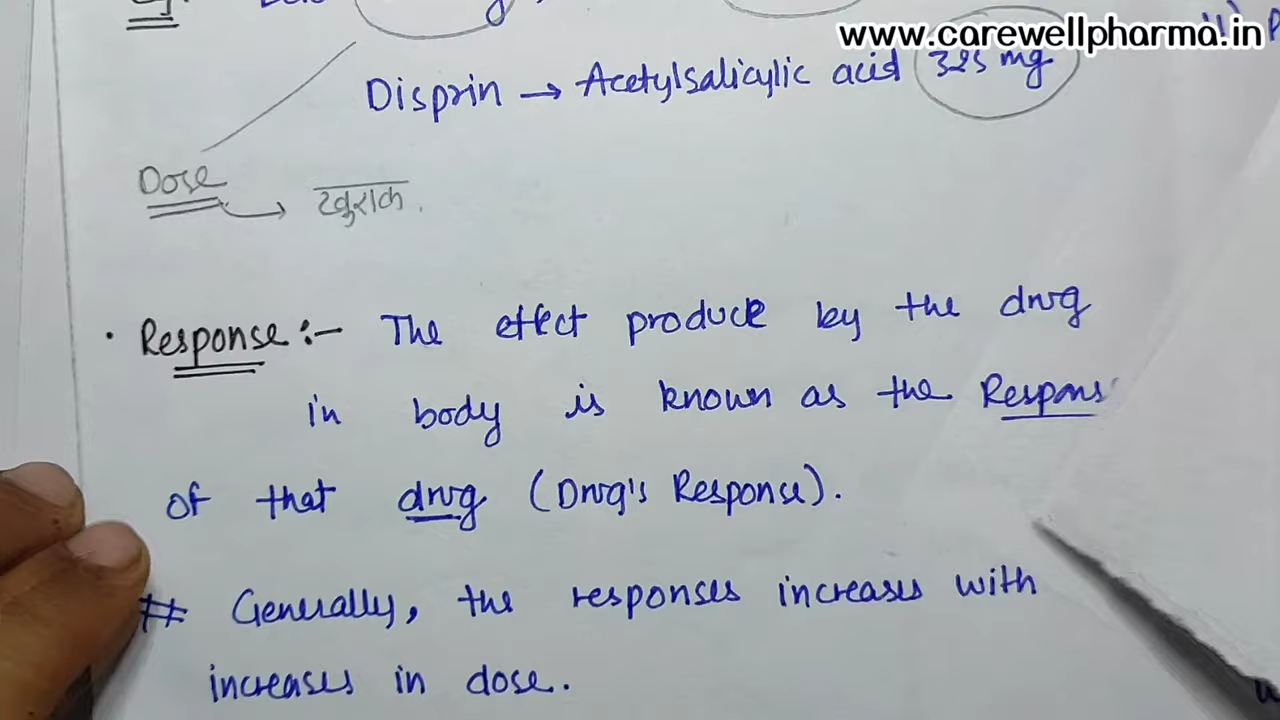 www.carewellpharma.in
Disprin → Acetylsalicylic acid 325 mg
Dose → खुराक.
• Response :- The effect produce by the drug
in body is known as the Respons
of that drug (Drug's Response).
# Generally, the responses increases with
increases in dose.